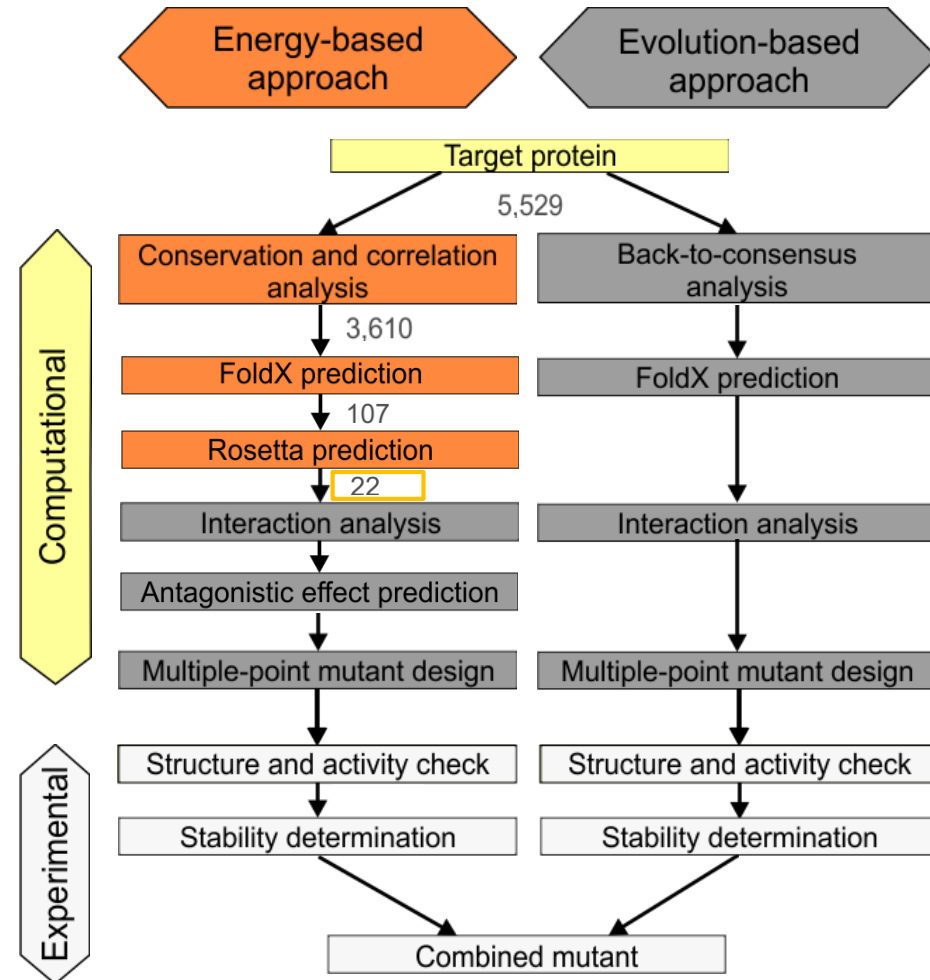 Energy-based
approach
Evolution-based
approach
Target protein
5,529
Conservation and correlation
analysis
Back-to-consensus
analysis
3,610
FoldX prediction
FoldX prediction
107
Rosetta prediction
22
Interaction analysis
Interaction analysis
Antagonistic effect prediction
Multiple-point mutant design
Multiple-point mutant design
Computational
Structure and activity check
Structure and activity check
Stability determination
Stability determination
Experimental
Combined mutant